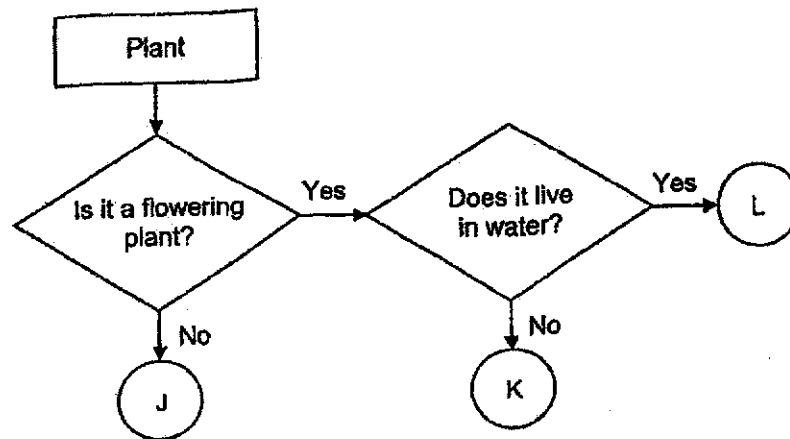 Plant
Is it a flowering
plant?
Yes
Does it live
in water?
Yes
L
No
J
No
K